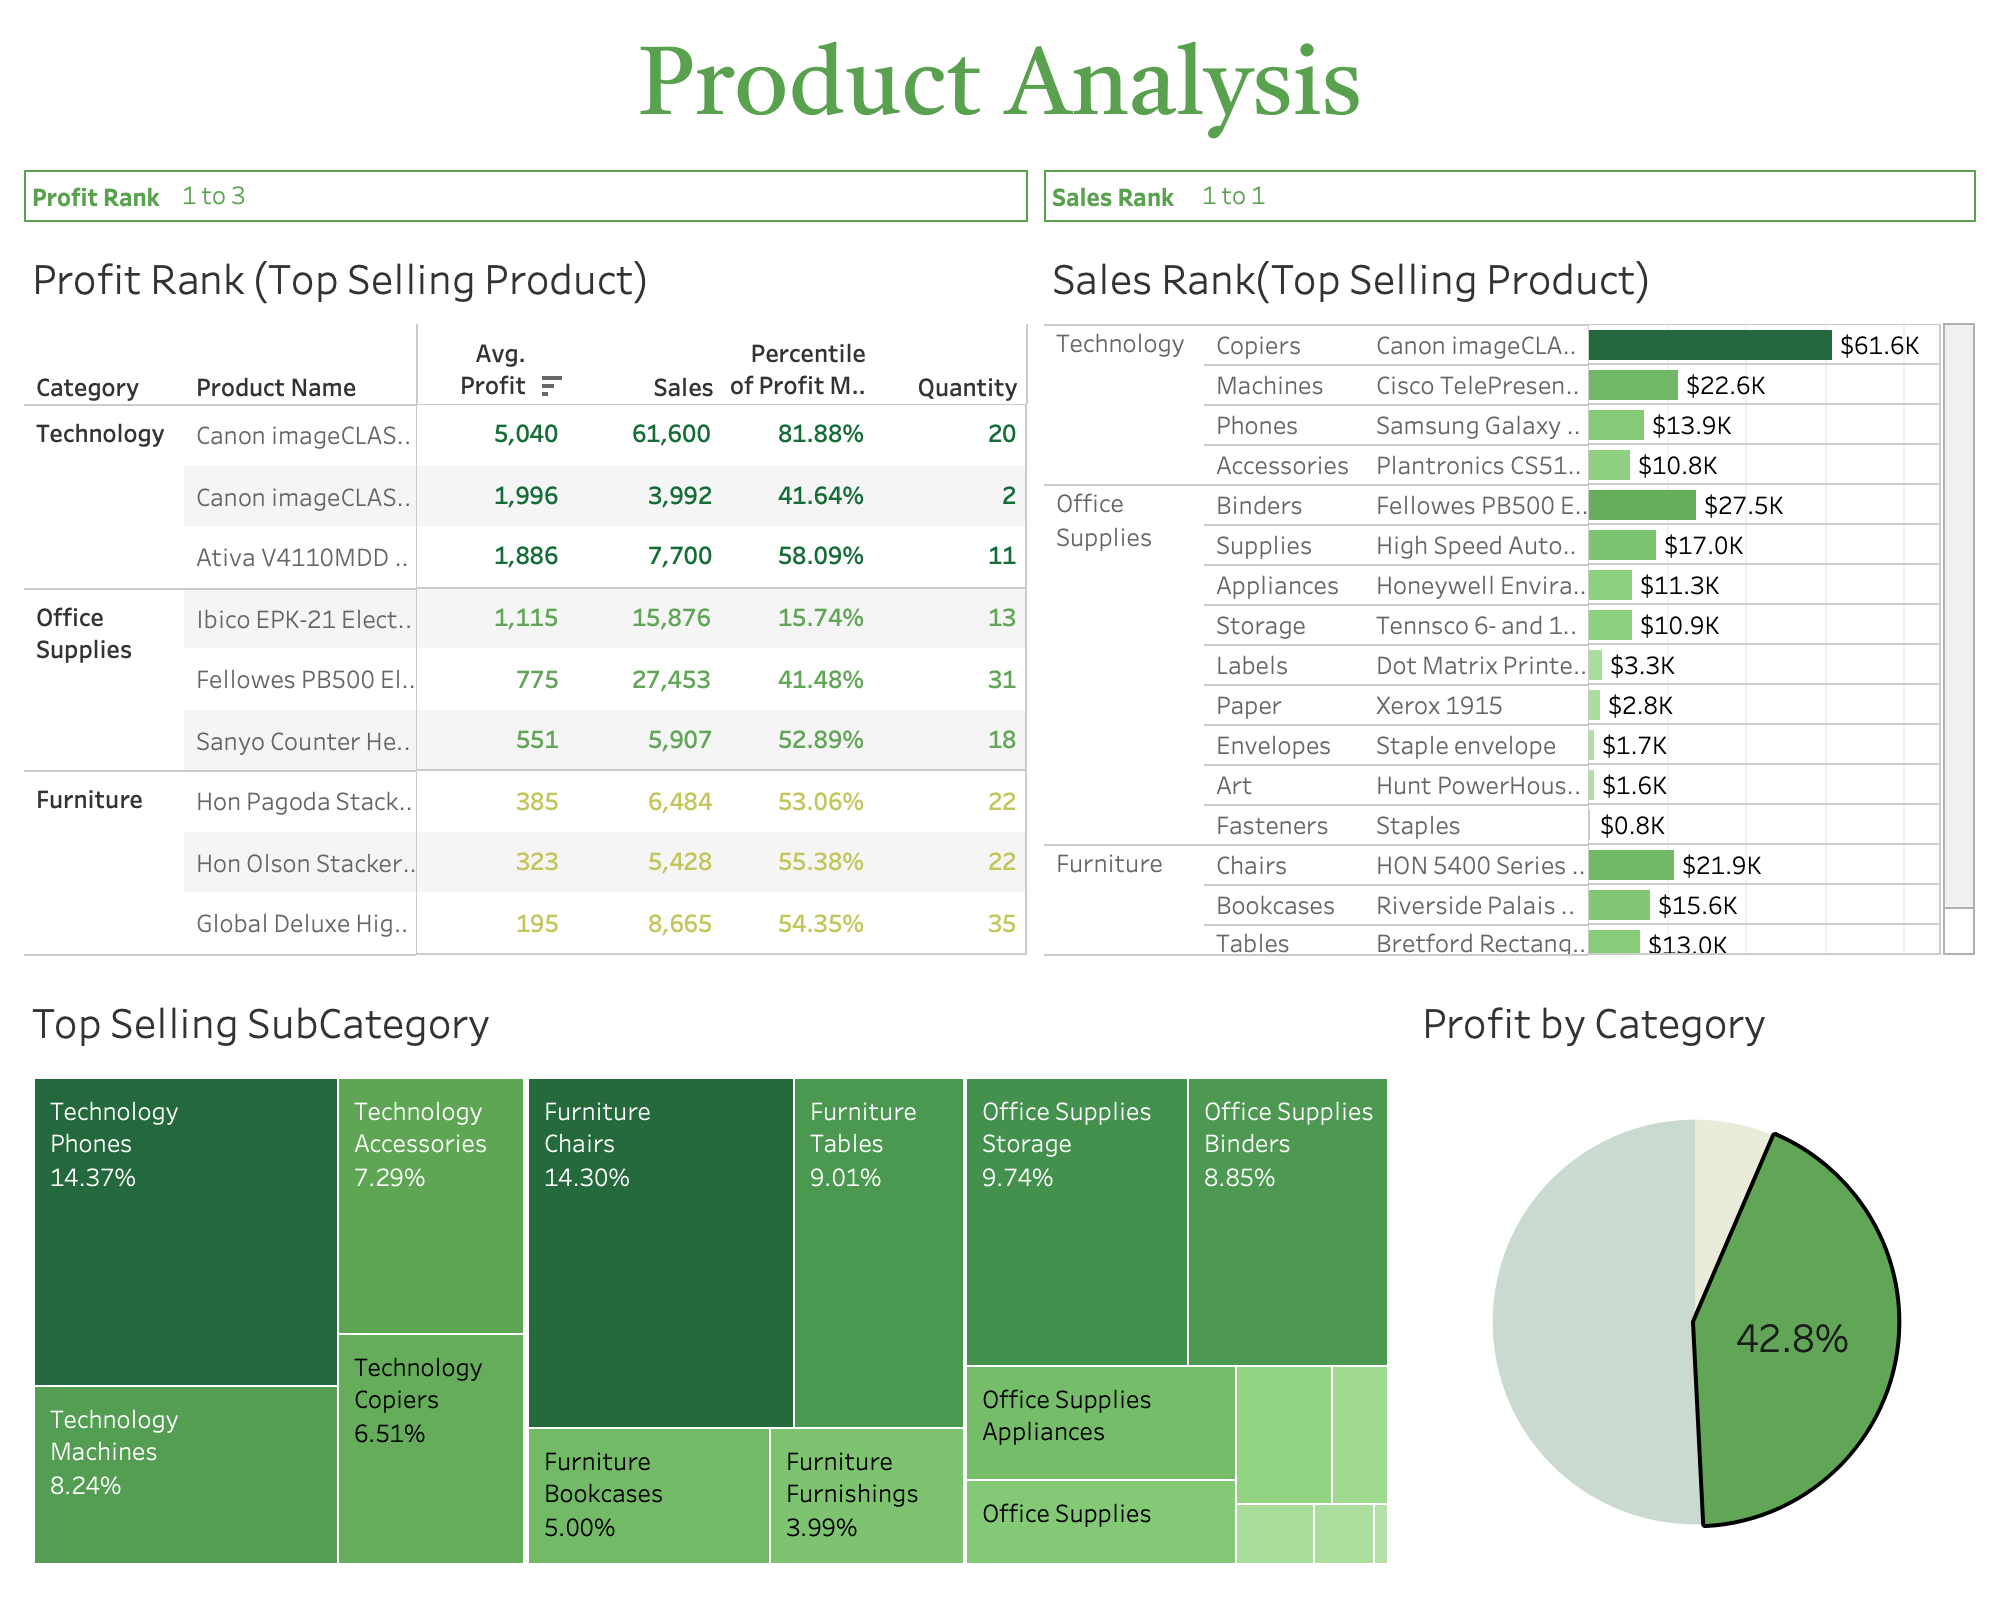 Product Analysis
Profit Rank 1 to 3
Sales Rank 1 to 1
Profit Rank (Top Selling Product)
Category Product Name Avg. Profit Sales Percentile of Profit M.. Quantity
Technology Canon imageCLAS.. 5,040 61,600 81.88% 20
Canon imageCLAS.. 1,996 3,992 41.64% 2
Ativa V4110MDD .. 1,886 7,700 58.09% 11
Office Supplies Ibico EPK-21 Elect.. 1,115 15,876 15.74% 13
Fellowes PB500 El.. 775 27,453 41.48% 31
Sanyo Counter He.. 551 5,907 52.89% 18
Furniture Hon Pagoda Stack.. 385 6,484 53.06% 22
Hon Olson Stacker.. 323 5,428 55.38% 22
Global Deluxe Hig.. 195 8,665 54.35% 35
Sales Rank(Top Selling Product)
Technology Copiers Canon imageCLA.. $61.6K
Machines Cisco TelePresen.. $22.6K
Phones Samsung Galaxy .. $13.9K
Accessories Plantronics CS51.. $10.8K
Office Supplies Binders Fellowes PB500 E.. $27.5K
Supplies High Speed Auto.. $17.0K
Appliances Honeywell Envira.. $11.3K
Storage Tennsco 6- and 1.. $10.9K
Labels Dot Matrix Printe.. $3.3K
Paper Xerox 1915 $2.8K
Envelopes Staple envelope $1.7K
Art Hunt PowerHous.. $1.6K
Fasteners Staples $0.8K
Furniture Chairs HON 5400 Series .. $21.9K
Bookcases Riverside Palais .. $15.6K
Tables Bretford Rectang.. $13.0K
Top Selling SubCategory
Technology
Phones
14.37%
Technology
Machines
8.24%
Technology
Accessories
7.29%
Technology
Copiers
6.51%
Furniture
Chairs
14.30%
Furniture
Tables
9.01%
Furniture
Bookcases
5.00%
Furniture
Furnishings
3.99%
Office Supplies
Storage
9.74%
Office Supplies
Binders
8.85%
Office Supplies
Appliances
Office Supplies
Profit by Category
42.8%